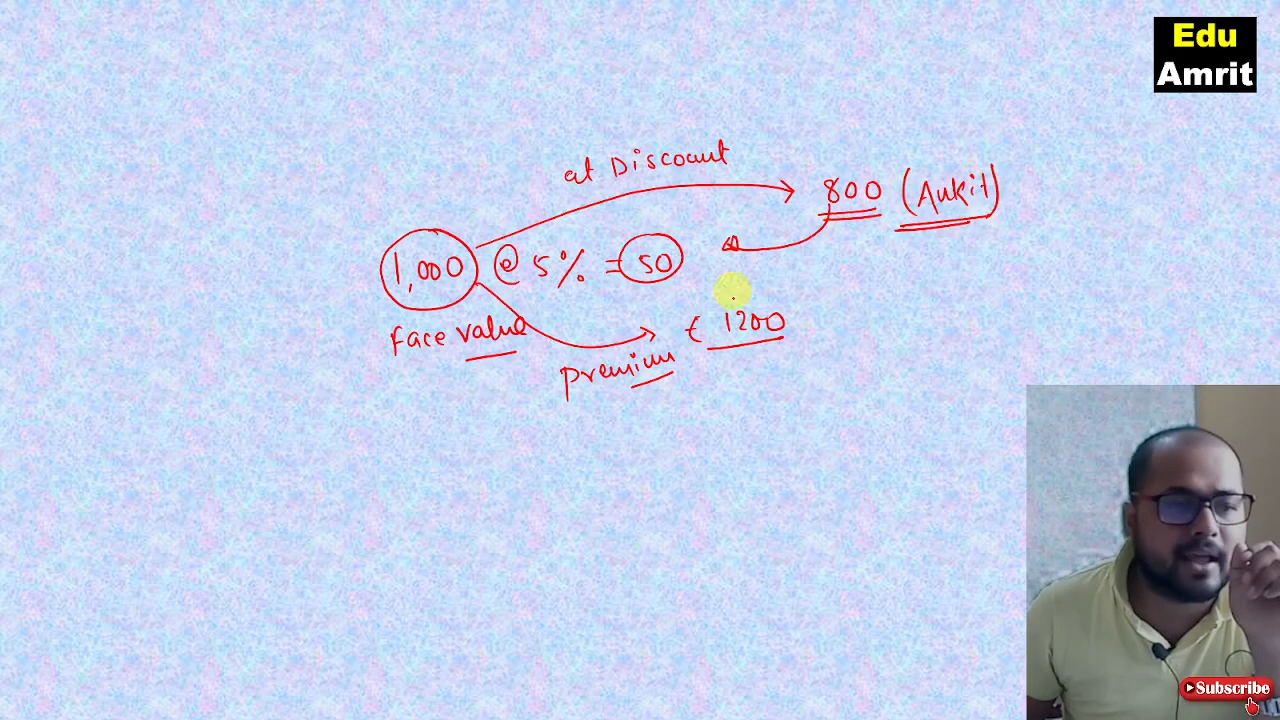 Edu
Amrit
at Discount
800 (Ankit)
1,000 @ 5% = 50
Face value
1200
Premium
Subscribe